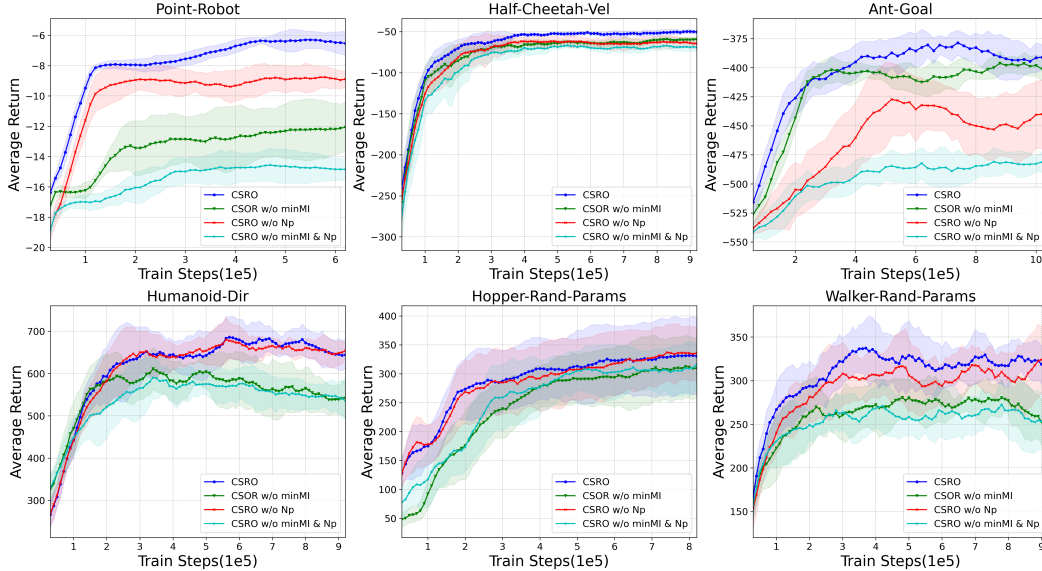 Point-Robot
Average Return
−6
−8
−10
−12
−14
−16
−18
−20
1 2 3 4 5 6
Train Steps(1e5)
CSRO
CSOR w/o minMI
CSRO w/o Np
CSRO w/o minMI & Np
Half-Cheetah-Vel
Average Return
−50
−100
−150
−200
−250
−300
1 2 3 4 5 6 7 8 9
Train Steps(1e5)
CSRO
CSOR w/o minMI
CSRO w/o Np
CSRO w/o minMI & Np
Ant-Goal
Average Return
−375
−400
−425
−450
−475
−500
−525
−550
2 4 6 8 10
Train Steps(1e5)
CSRO
CSOR w/o minMI
CSRO w/o Np
CSRO w/o minMI & Np
Humanoid-Dir
Average Return
700
600
500
400
300
1 2 3 4 5 6 7 8 9
Train Steps(1e5)
CSRO
CSOR w/o minMI
CSRO w/o Np
CSRO w/o minMI & Np
Hopper-Rand-Params
Average Return
400
350
300
250
200
150
100
50
1 2 3 4 5 6 7 8
Train Steps(1e5)
CSRO
CSOR w/o minMI
CSRO w/o Np
CSRO w/o minMI & Np
Walker-Rand-Params
Average Return
350
300
250
200
150
1 2 3 4 5 6 7 8 9
Train Steps(1e5)
CSRO
CSOR w/o minMI
CSRO w/o Np
CSRO w/o minMI & Np